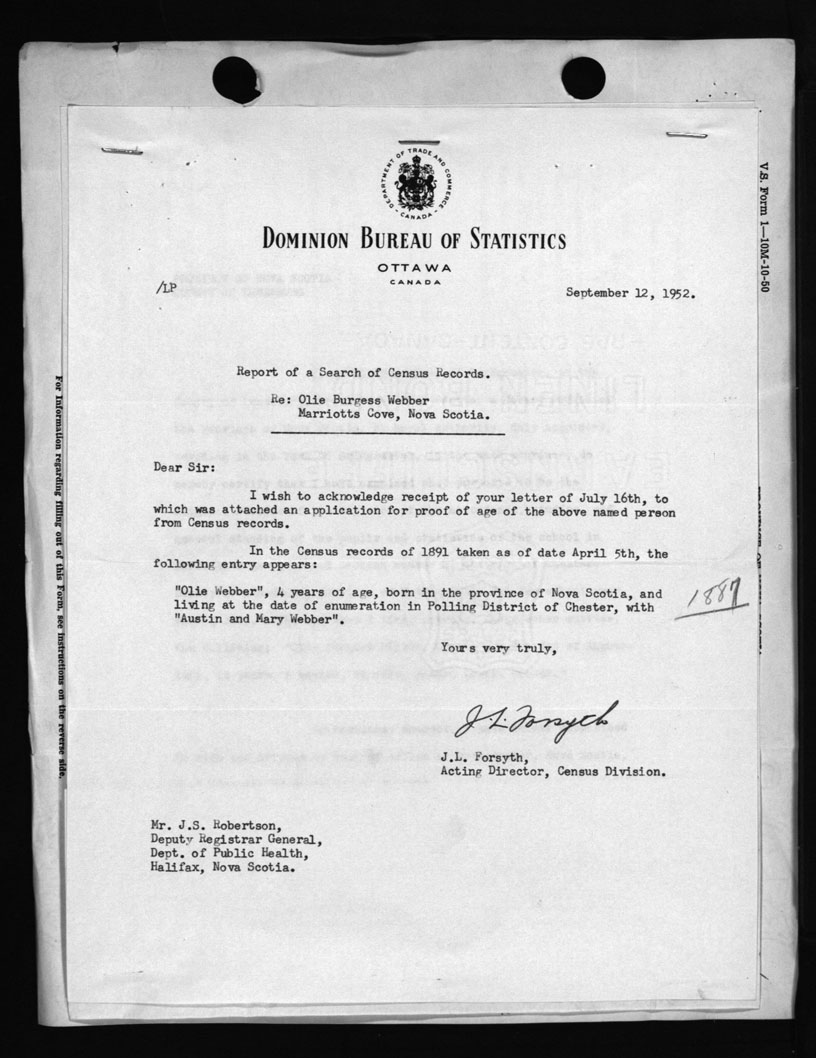 DEPARTMENT OF TRADE AND COMMERCE
CANADA
DOMINION BUREAU OF STATISTICS
OTTAWA
CANADA
/LP
September 12, 1952.
V.S. Form 1—10M-10-50
Report of a Search of Census Records.
Re: Olie Burgess Webber
Marriotts Cove, Nova Scotia.
For Information regarding filling out of this Form, see instructions on the reverse side.
Dear Sir:
I wish to acknowledge receipt of your letter of July 16th, to
which was attached an application for proof of age of the above named person
from Census records.
In the Census records of 1891 taken as of date April 5th, the
following entry appears:
"Olie Webber", 4 years of age, born in the province of Nova Scotia, and
living at the date of enumeration in Polling District of Chester, with
"Austin and Mary Webber".
1887
Yours very truly,
J.L. Forsyth
J.L. Forsyth,
Acting Director, Census Division.
Mr. J.S. Robertson,
Deputy Registrar General,
Dept. of Public Health,
Halifax, Nova Scotia.